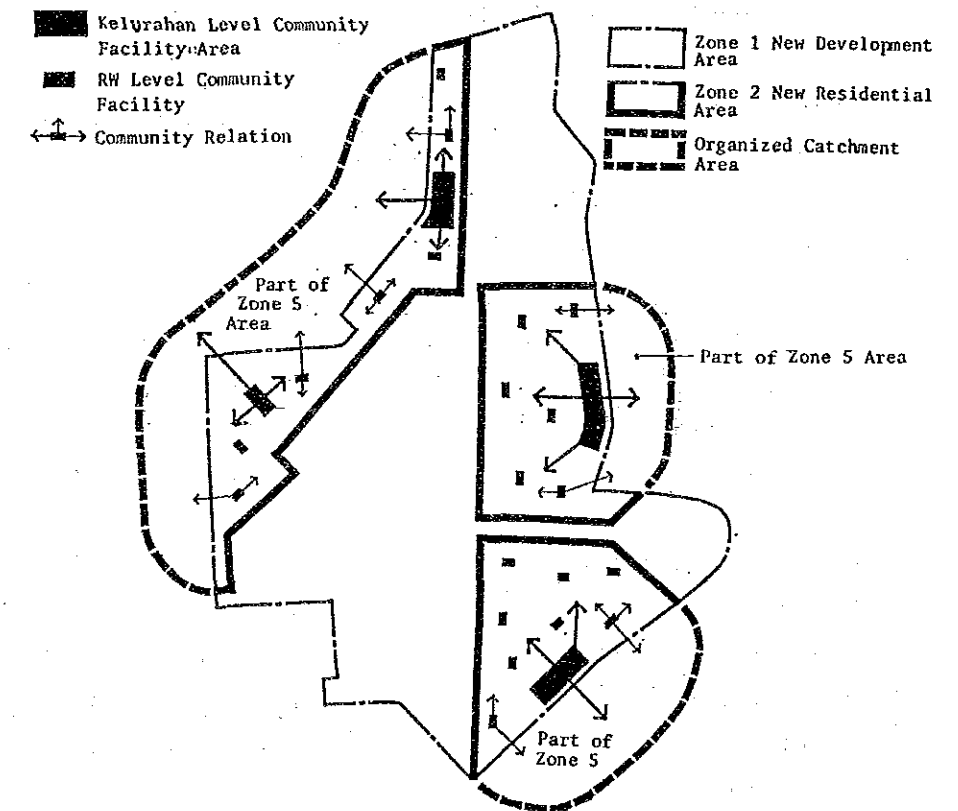 Kelurahan Level Community
Facility Area
RW Level Community
Facility
Community Relation
Zone 1 New Development
Area
Zone 2 New Residential
Area
Organized Catchment
Area
Part of
Zone 5
Area
Part of Zone 5 Area
Part of
Zone 5